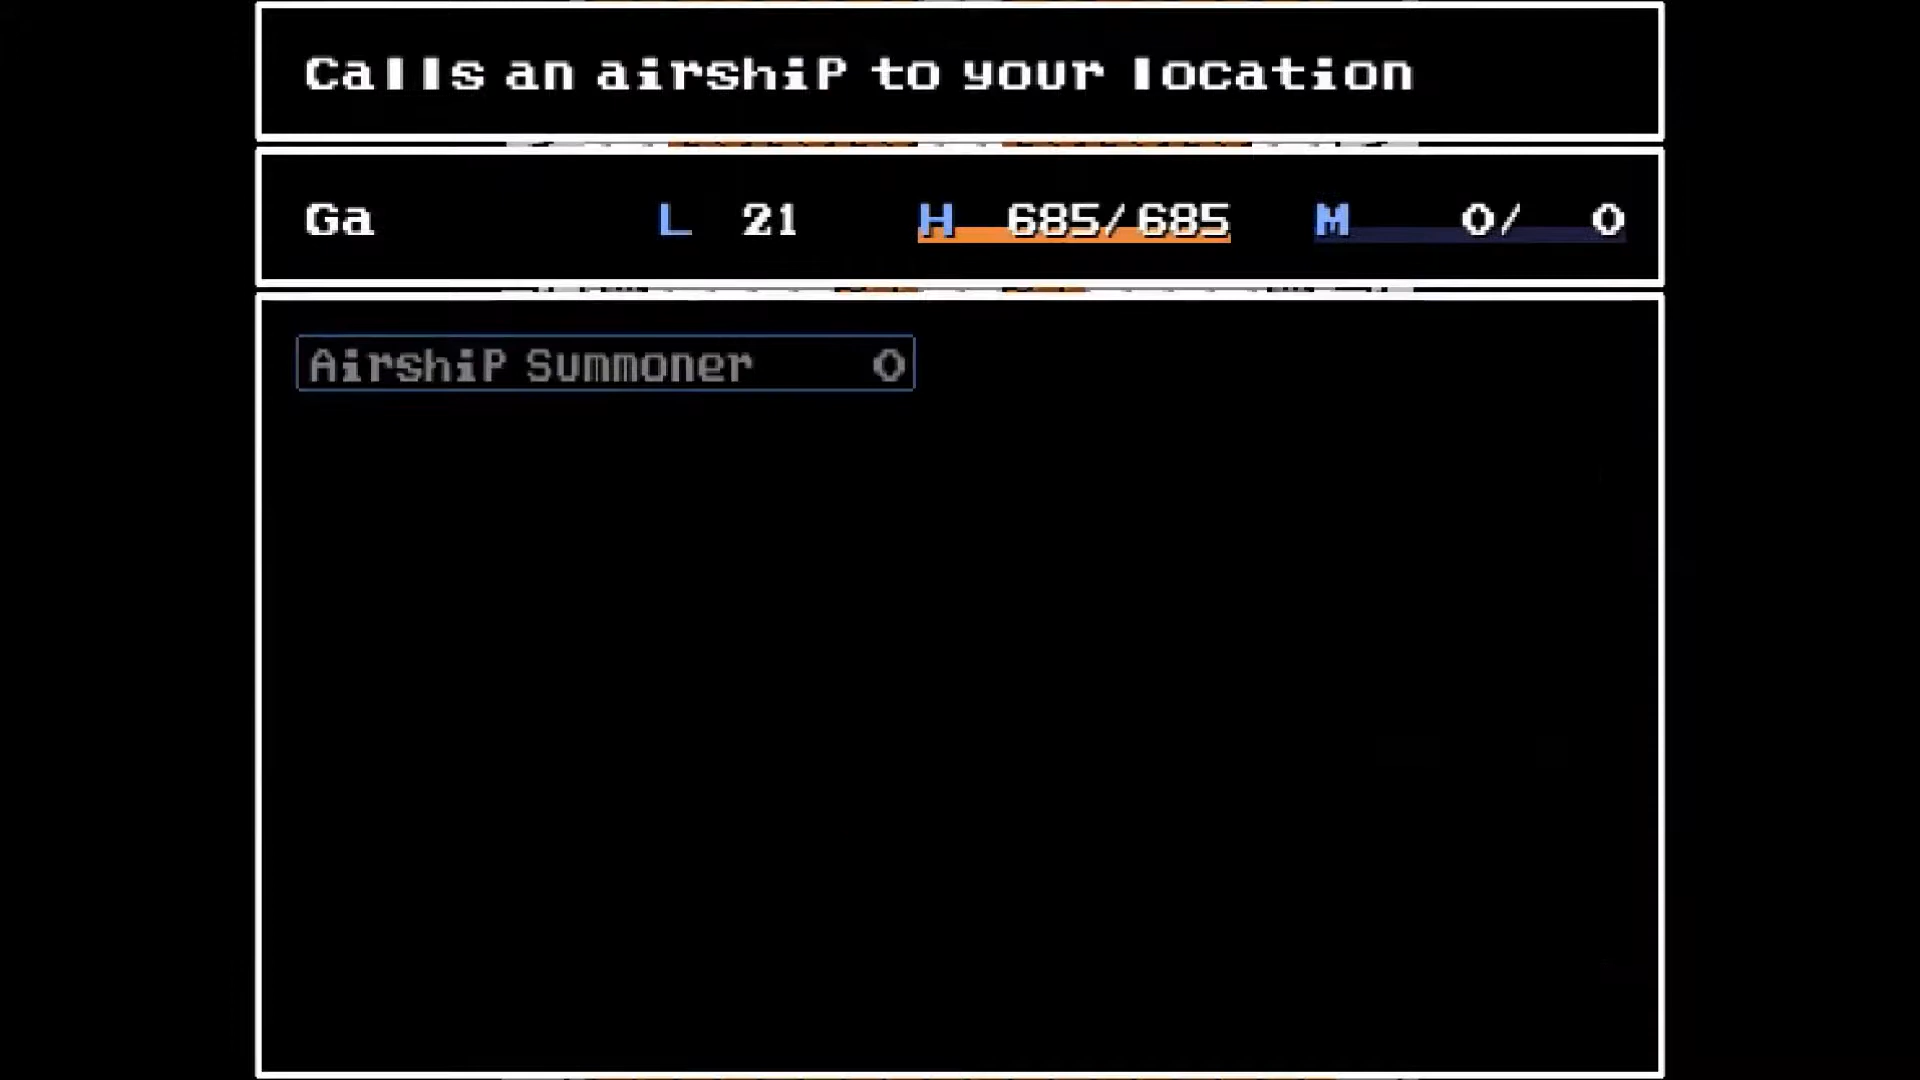 Calls an airship to your location
Ga L 21 H 685/685 M 0/ 0
Airship Summoner 0